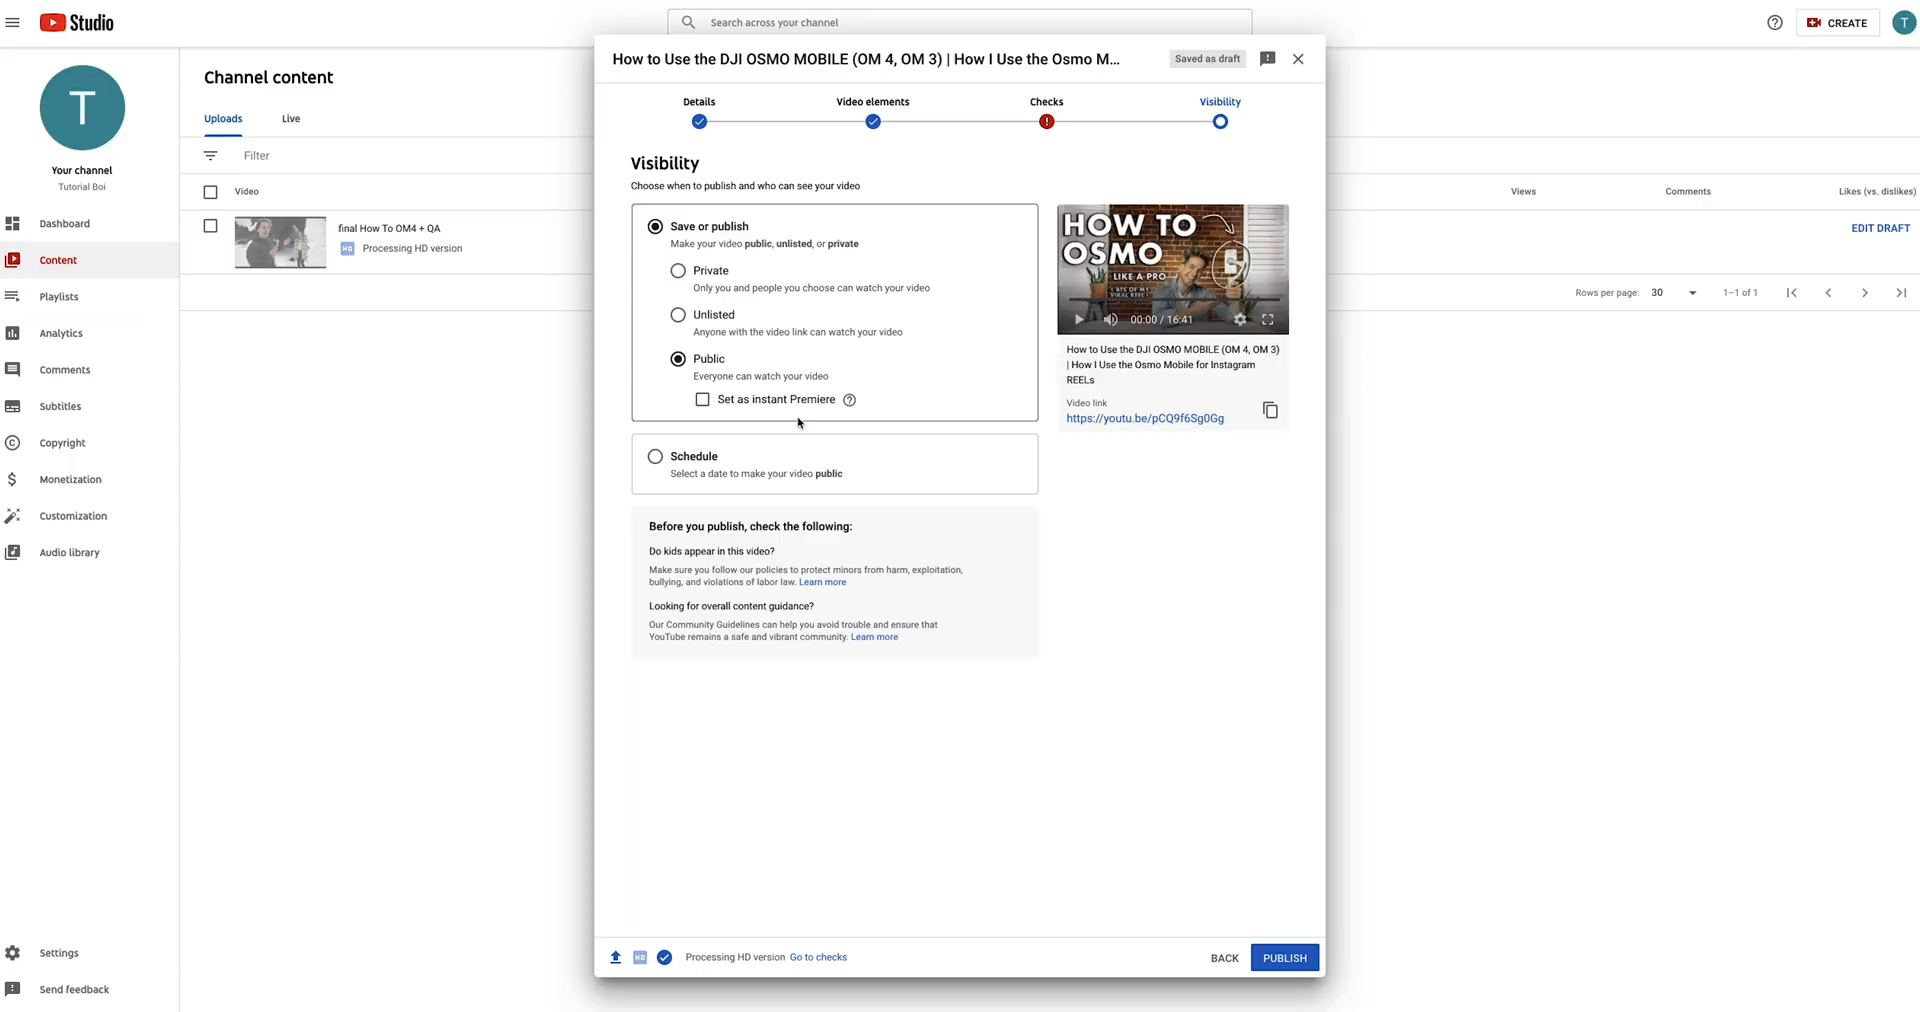 Studio
Search across your channel
CREATE
T
How to Use the DJI OSMO MOBILE (OM 4, OM 3) | How I Use the Osmo M...
Saved as draft
T
Your channel
Tutorial Boi
Dashboard
Content
Playlists
Analytics
Comments
Subtitles
Copyright
Monetization
Customization
Audio library
Settings
Send feedback
Channel content
Uploads
Live
Filter
Video
Views
Comments
Likes (vs. dislikes)
final How To OM4 + QA
HD Processing HD version
EDIT DRAFT
Rows per page: 30
1–1 of 1
Details
Video elements
Checks
Visibility
Visibility
Choose when to publish and who can see your video
Save or publish
Make your video public, unlisted, or private
Private
Only you and people you choose can watch your video
Unlisted
Anyone with the video link can watch your video
Public
Everyone can watch your video
Set as instant Premiere
Schedule
Select a date to make your video public
Before you publish, check the following:
Do kids appear in this video?
Make sure you follow our policies to protect minors from harm, exploitation,
bullying, and violations of labor law. Learn more
Looking for overall content guidance?
Our Community Guidelines can help you avoid trouble and ensure that
YouTube remains a safe and vibrant community. Learn more
HOW TO
OSMO
LIKE A PRO
+ BTS OF MY
VIRAL REEL!
00:00 / 16:41
How to Use the DJI OSMO MOBILE (OM 4, OM 3)
| How I Use the Osmo Mobile for Instagram
REELs
Video link
https://youtu.be/pCQ9f6Sg0Gg
HD
Processing HD version Go to checks
BACK
PUBLISH